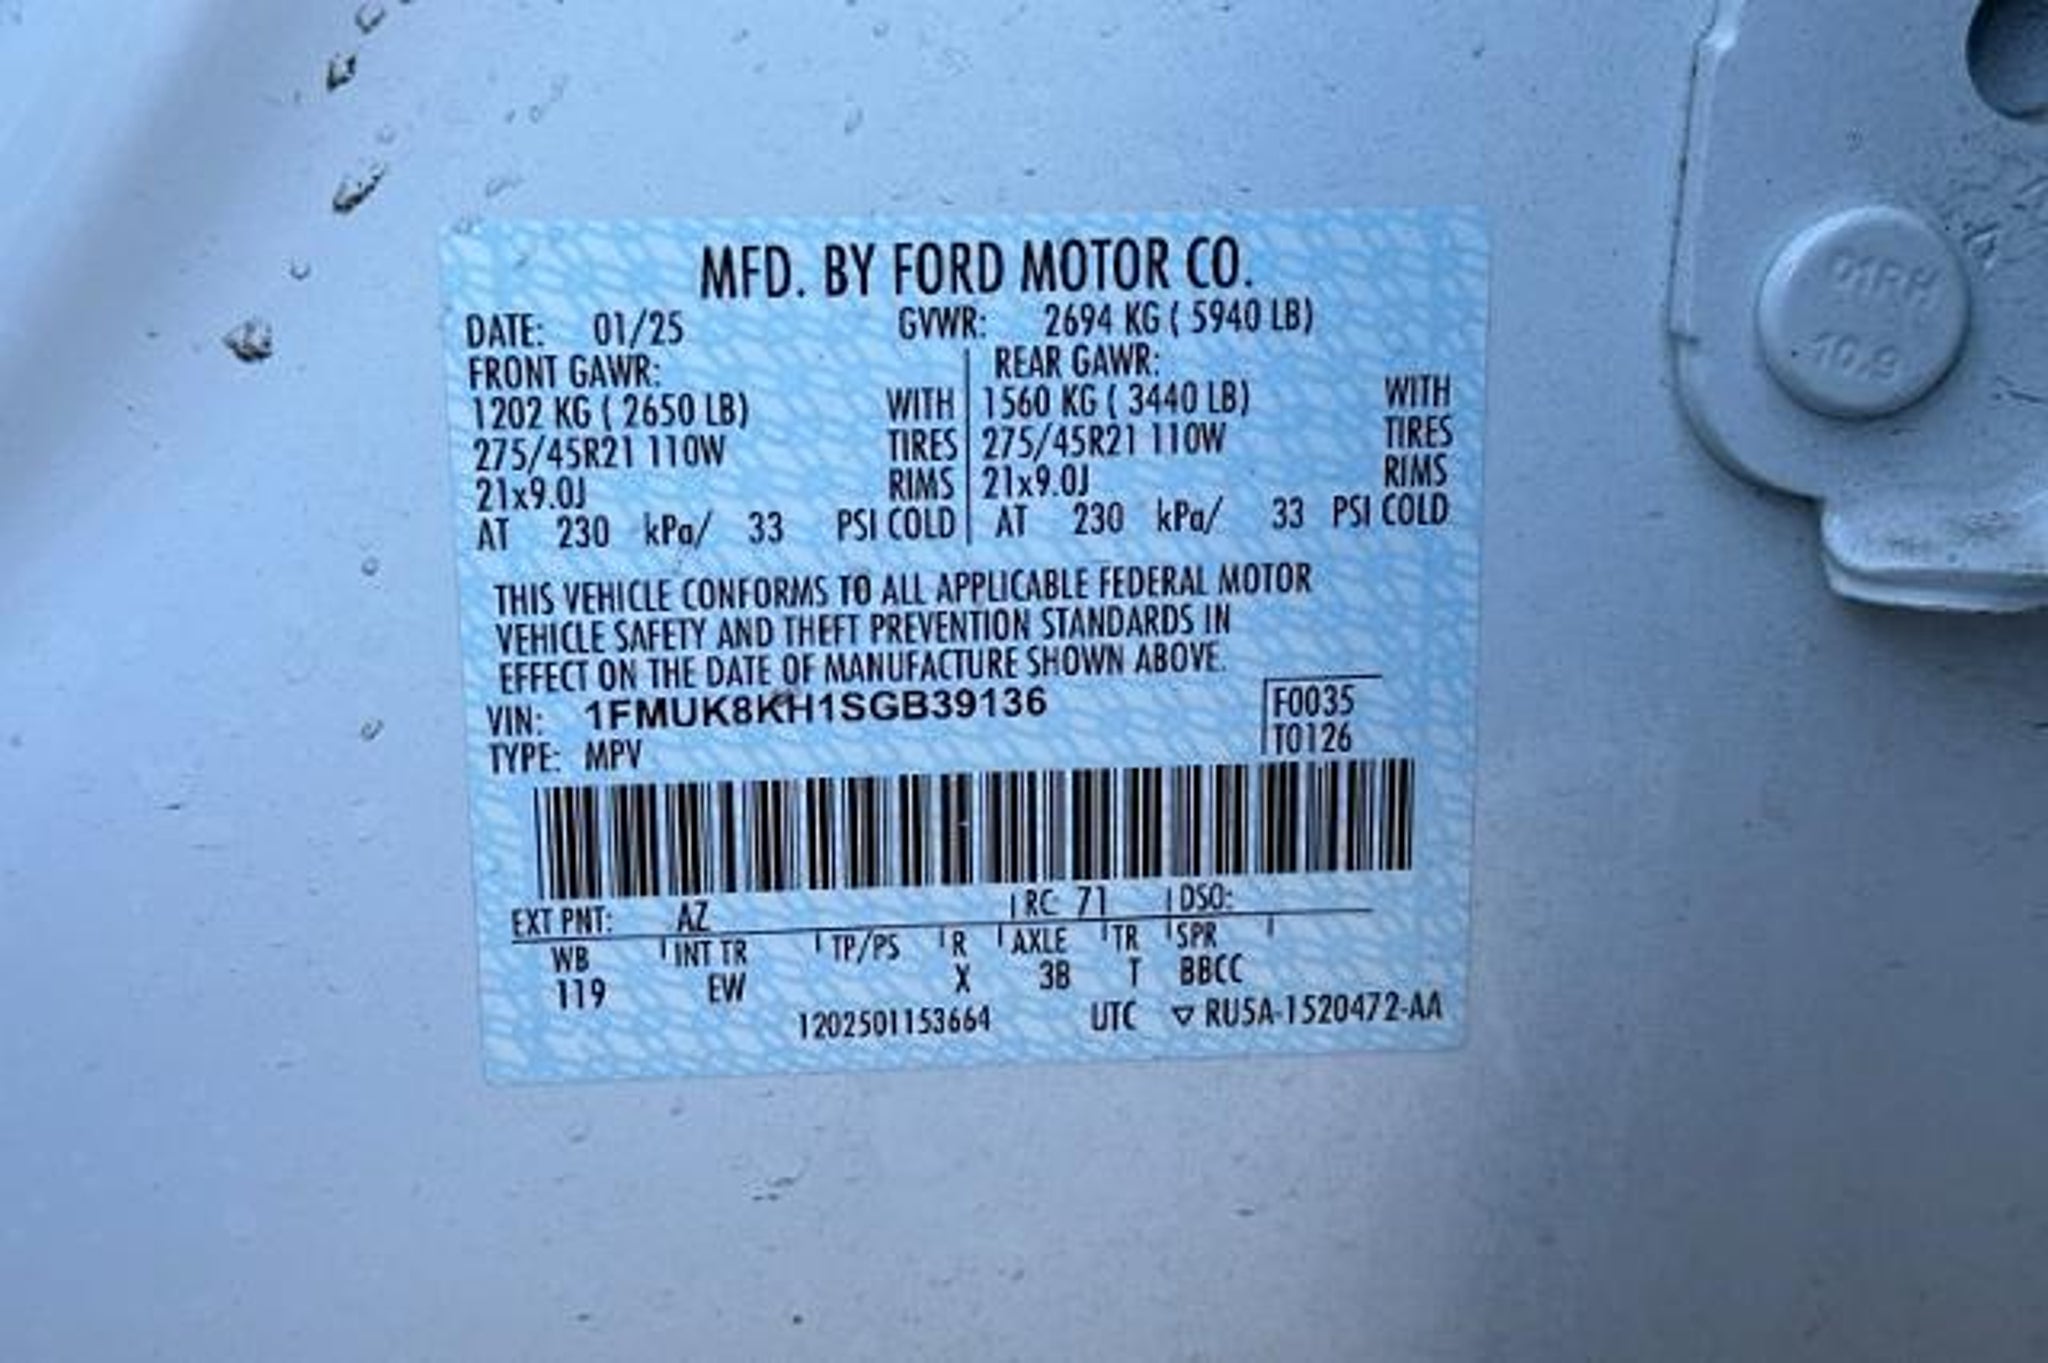 MFD. BY FORD MOTOR CO.
DATE: 01/25 GVWR: 2694 KG ( 5940 LB)
FRONT GAWR: REAR GAWR:
1202 KG ( 2650 LB) WITH 1560 KG ( 3440 LB) WITH
275/45R21 110W TIRES 275/45R21 110W TIRES
21x9.0J RIMS 21x9.0J RIMS
AT 230 kPa/ 33 PSI COLD AT 230 kPa/ 33 PSI COLD
THIS VEHICLE CONFORMS TO ALL APPLICABLE FEDERAL MOTOR
VEHICLE SAFETY AND THEFT PREVENTION STANDARDS IN
EFFECT ON THE DATE OF MANUFACTURE SHOWN ABOVE.
VIN: 1FMUK8KH1SGB39136 F0035
TYPE: MPV T0126
EXT PNT: AZ RC 71 DSO:
WB INT TR TP/PS R AXLE TR SPR
119 EW X 3B T BBCC
1202501153664 UTC ▽ RU5A-1520472-AA
10.9